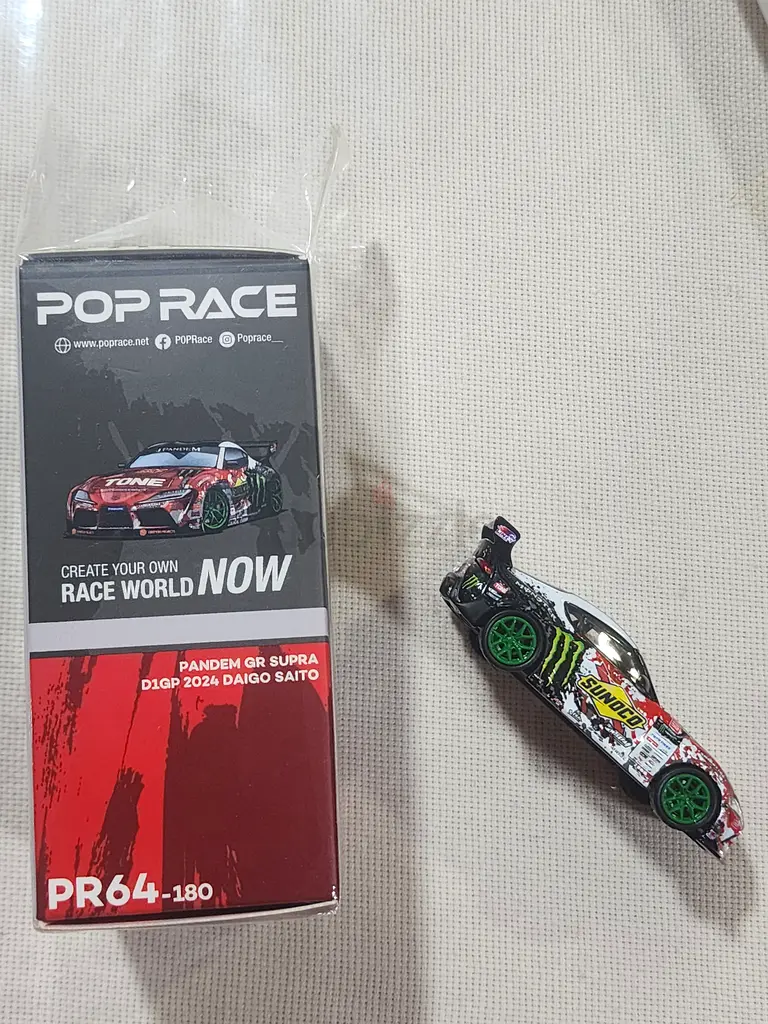 POP RACE
www.poprace.net POPRace Poprace__
PANDEM
TONE
CREATE YOUR OWN
RACE WORLD NOW
PANDEM GR SUPRA
D1GP 2024 DAIGO SAITO
PR64-180
SUNOCO